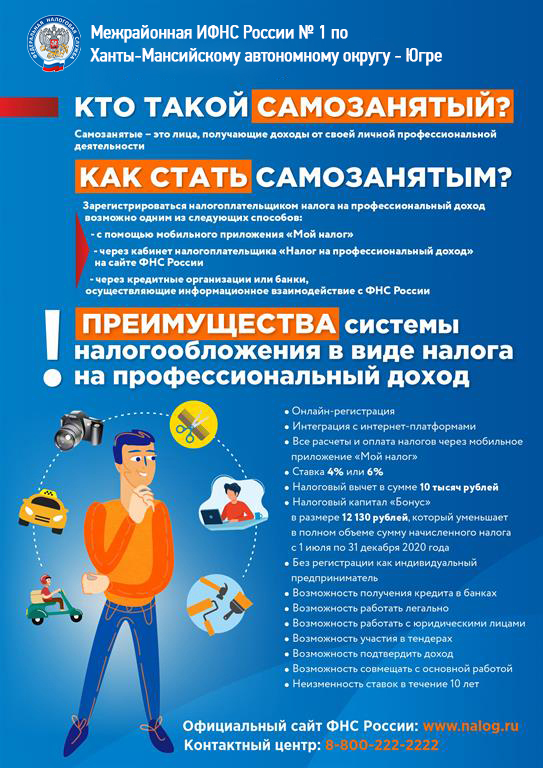 ФЕДЕРАЛЬНАЯ НАЛОГОВАЯ СЛУЖБА
Межрайонная ИФНС России № 1 по
Ханты-Мансийскому автономному округу - Югре
КТО ТАКОЙ САМОЗАНЯТЫЙ?
Самозанятые – это лица, получающие доходы от своей личной профессиональной
деятельности
КАК СТАТЬ САМОЗАНЯТЫМ?
Зарегистрироваться налогоплательщиком налога на профессиональный доход
возможно одним из следующих способов:
- с помощью мобильного приложения «Мой налог»
- через кабинет налогоплательщика «Налог на профессиональный доход»
на сайте ФНС России
- через кредитные организации или банки,
осуществляющие информационное взаимодействие с ФНС России
! ПРЕИМУЩЕСТВА системы
налогообложения в виде налога
на профессиональный доход
• Онлайн-регистрация
• Интеграция с интернет-платформами
• Все расчеты и оплата налогов через мобильное
приложение «Мой налог»
• Ставка 4% или 6%
• Налоговый вычет в сумме 10 тысяч рублей
• Налоговый капитал «Бонус»
в размере 12 130 рублей, который уменьшает
в полном объеме сумму начисленного налога
с 1 июля по 31 декабря 2020 года
• Без регистрации как индивидуальный
предприниматель
• Возможность получения кредита в банках
• Возможность работать легально
• Возможность работать с юридическими лицами
• Возможность участия в тендерах
• Возможность подтвердить доход
• Возможность совмещать с основной работой
• Неизменность ставок в течение 10 лет
Официальный сайт ФНС России: www.nalog.ru
Контактный центр: 8-800-222-2222